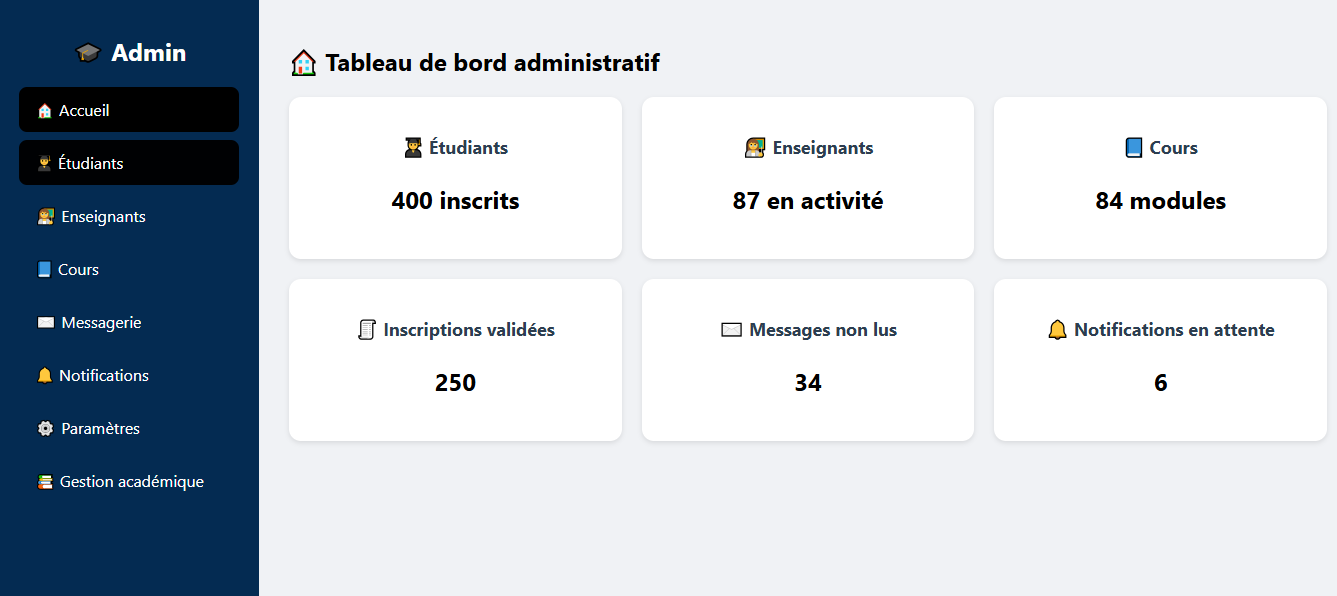 Admin
Accueil
Étudiants
Enseignants
Cours
Messagerie
Notifications
Paramètres
Gestion académique
Tableau de bord administratif
Étudiants
400 inscrits
Enseignants
87 en activité
Cours
84 modules
Inscriptions validées
250
Messages non lus
34
Notifications en attente
6